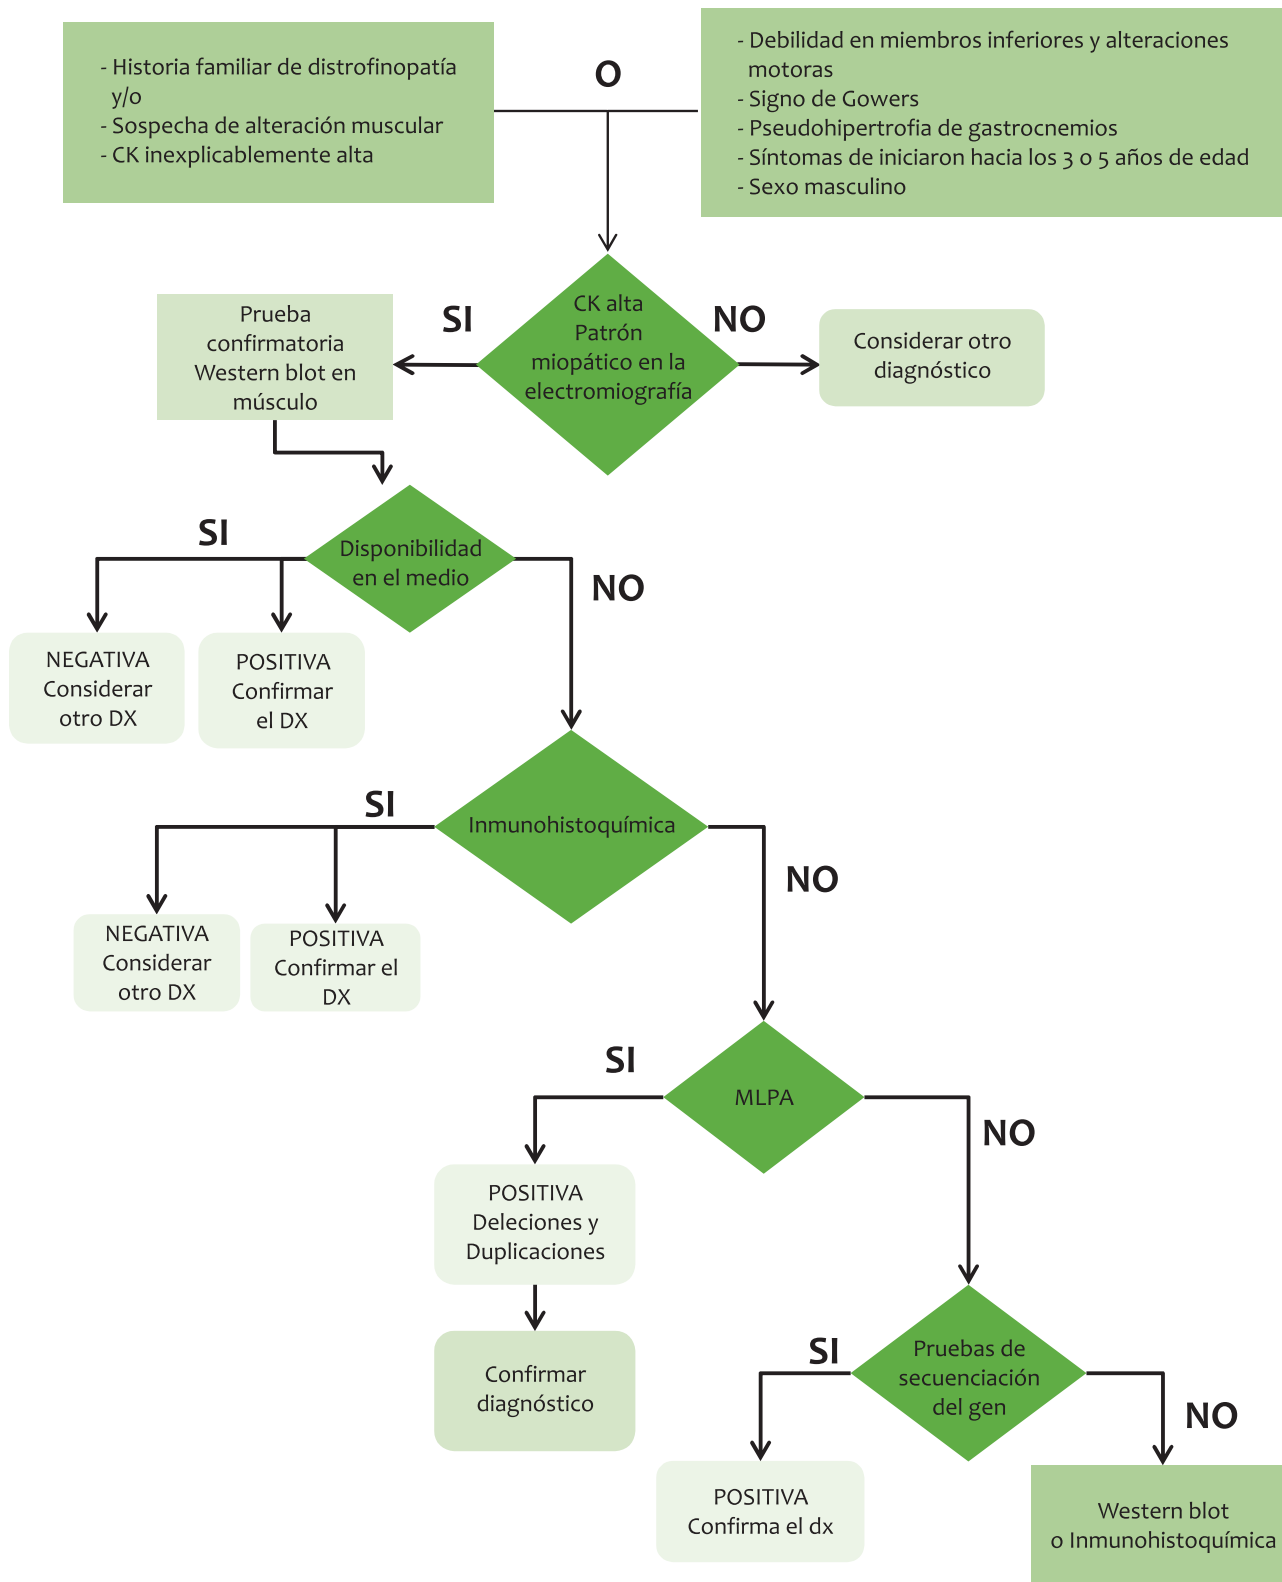 - Historia familiar de distrofinopatía
y/o
- Sospecha de alteración muscular
- CK inexplicablemente alta
O
- Debilidad en miembros inferiores y alteraciones
motoras
- Signo de Gowers
- Pseudohipertrofia de gastrocnemios
- Síntomas de iniciaron hacia los 3 o 5 años de edad
- Sexo masculino
CK alta
Patrón
miopático en la
electromiografía
SI
NO
Prueba
confirmatoria
Western blot en
músculo
Considerar otro
diagnóstico
Disponibilidad
en el medio
SI
NO
NEGATIVA
Considerar
otro DX
POSITIVA
Confirmar
el DX
Inmunohistoquímica
SI
NO
NEGATIVA
Considerar
otro DX
POSITIVA
Confirmar el
DX
MLPA
SI
NO
POSITIVA
Deleciones y
Duplicaciones
Confirmar
diagnóstico
Pruebas de
secuenciación
del gen
SI
NO
POSITIVA
Confirma el dx
Western blot
o Inmunohistoquímica